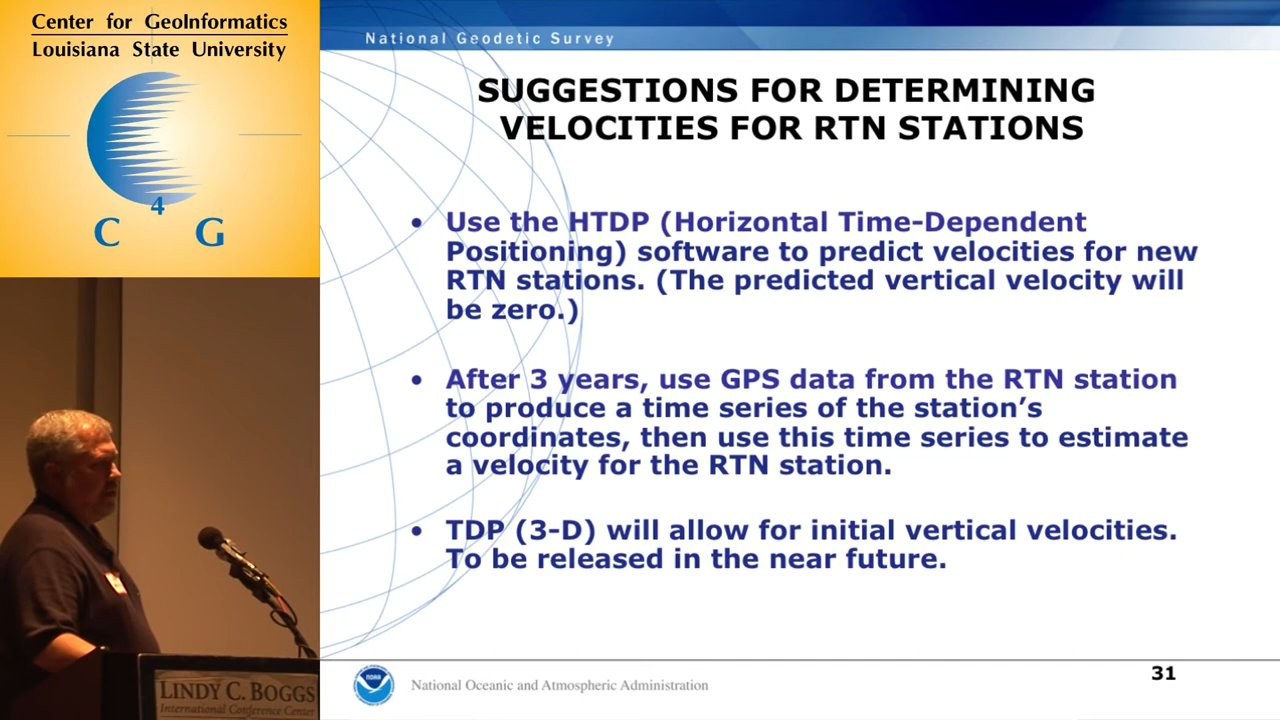 Center for GeoInformatics
Louisiana State University
C 4 G
National Geodetic Survey
SUGGESTIONS FOR DETERMINING
VELOCITIES FOR RTN STATIONS
• Use the HTDP (Horizontal Time-Dependent
Positioning) software to predict velocities for new
RTN stations. (The predicted vertical velocity will
be zero.)
• After 3 years, use GPS data from the RTN station
to produce a time series of the station’s
coordinates, then use this time series to estimate
a velocity for the RTN station.
• TDP (3-D) will allow for initial vertical velocities.
To be released in the near future.
noaa
National Oceanic and Atmospheric Administration
31
LINDY C. BOGGS
International Conference Center